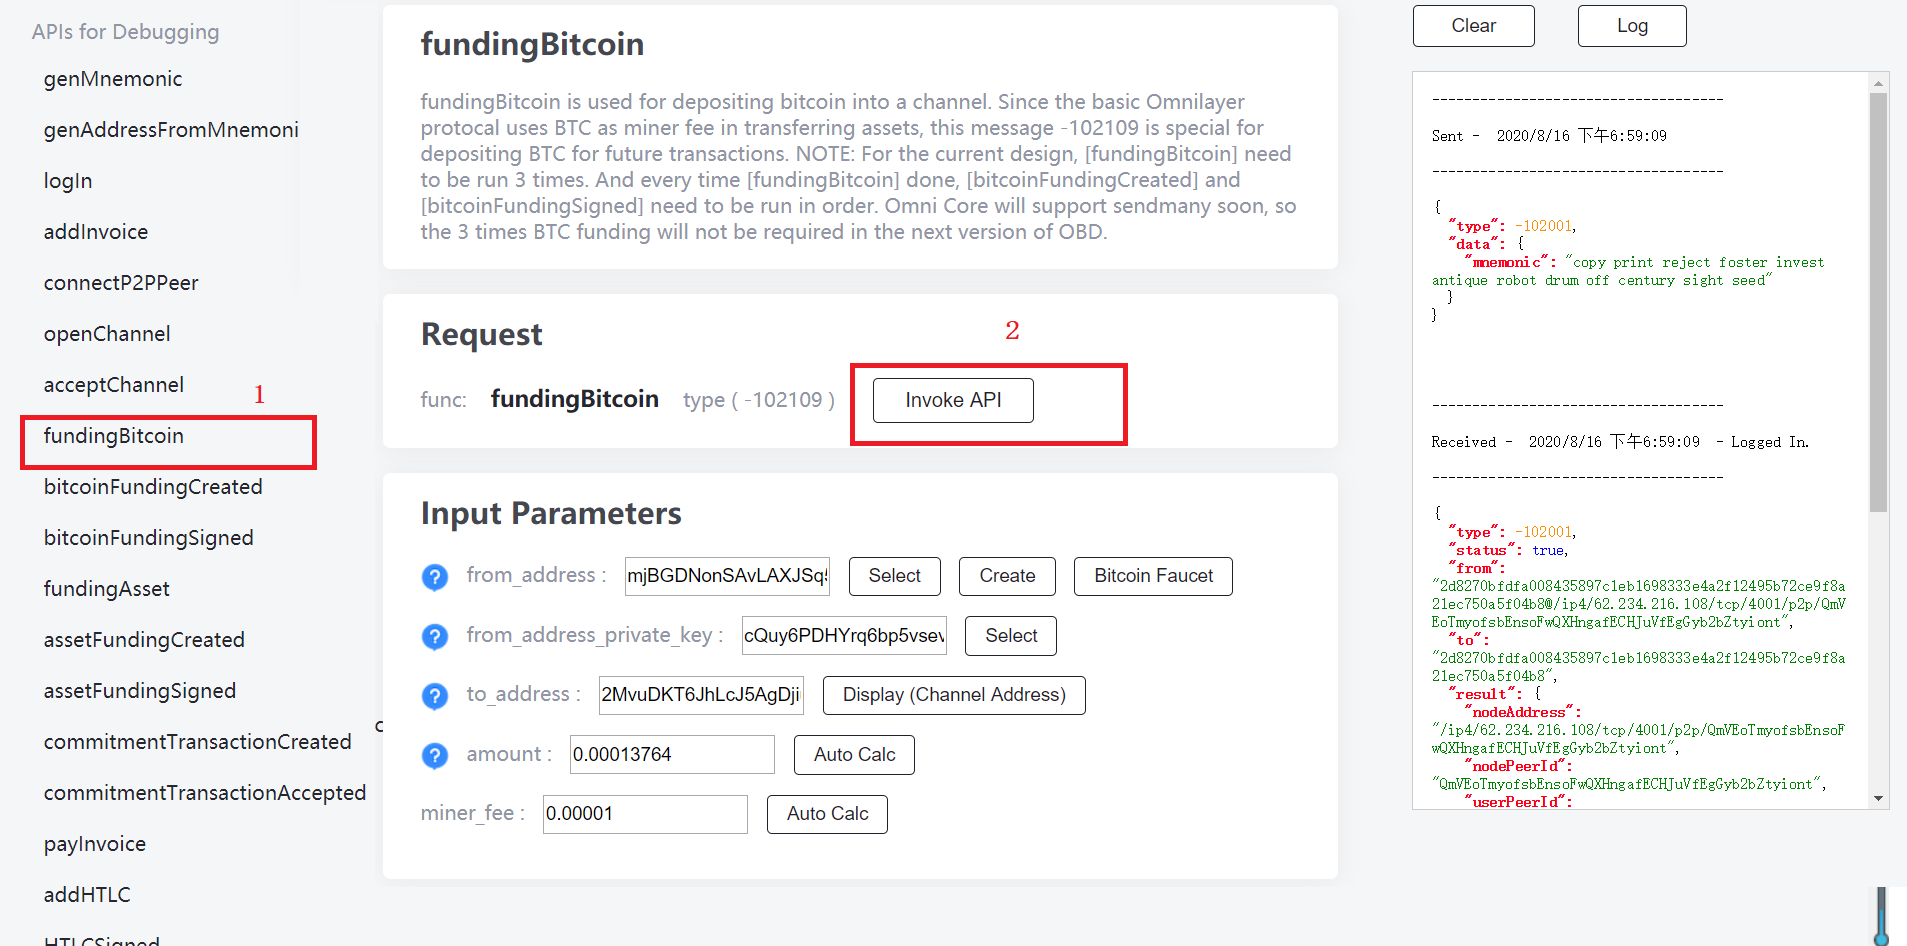 APIs for Debugging
genMnemonic
genAddressFromMnemoni
logIn
addInvoice
connectP2PPeer
openChannel
acceptChannel
1
fundingBitcoin
bitcoinFundingCreated
bitcoinFundingSigned
fundingAsset
assetFundingCreated
assetFundingSigned
commitmentTransactionCreated
commitmentTransactionAccepted
payInvoice
addHTLC
HTLCSigned
fundingBitcoin
fundingBitcoin is used for depositing bitcoin into a channel. Since the basic Omnilayer
protocal uses BTC as miner fee in transferring assets, this message -102109 is special for
depositing BTC for future transactions. NOTE: For the current design, [fundingBitcoin] need
to be run 3 times. And every time [fundingBitcoin] done, [bitcoinFundingCreated] and
[bitcoinFundingSigned] need to be run in order. Omni Core will support sendmany soon, so
the 3 times BTC funding will not be required in the next version of OBD.
Request
2
func: fundingBitcoin type ( -102109 ) Invoke API
Input Parameters
? from_address : mjBGDNonSAvLAXJSq Select Create Bitcoin Faucet
? from_address_private_key : cQuy6PDHYrq6bp5vsev Select
? to_address : 2MvuDKT6JhLcJ5AgDji Display (Channel Address)
? amount : 0.00013764 Auto Calc
miner_fee : 0.00001 Auto Calc
Clear Log
------------------------------------
Sent - 2020/8/16 下午6:59:09
------------------------------------
{
"type": -102001,
"data": {
"mnemonic": "copy print reject foster invest
antique robot drum off century sight seed"
}
}
------------------------------------
Received - 2020/8/16 下午6:59:09 - Logged In.
------------------------------------
{
"type": -102001,
"status": true,
"from":
"2d8270bfdfa008435897c1eb1698333e4a2f12495b72ce9f8a
21ec750a5f04b8@/ip4/62.234.216.108/tcp/4001/p2p/QmV
EoTmyofsbEnsoFwQXHngafECHJuVfEgGyb2bZtyiont",
"to":
"2d8270bfdfa008435897c1eb1698333e4a2f12495b72ce9f8a
21ec750a5f04b8",
"result": {
"nodeAddress":
"/ip4/62.234.216.108/tcp/4001/p2p/QmVEoTmyofsbEnsoF
wQXHngafECHJuVfEgGyb2bZtyiont",
"nodePeerId":
"QmVEoTmyofsbEnsoFwQXHngafECHJuVfEgGyb2bZtyiont",
"userPeerId":